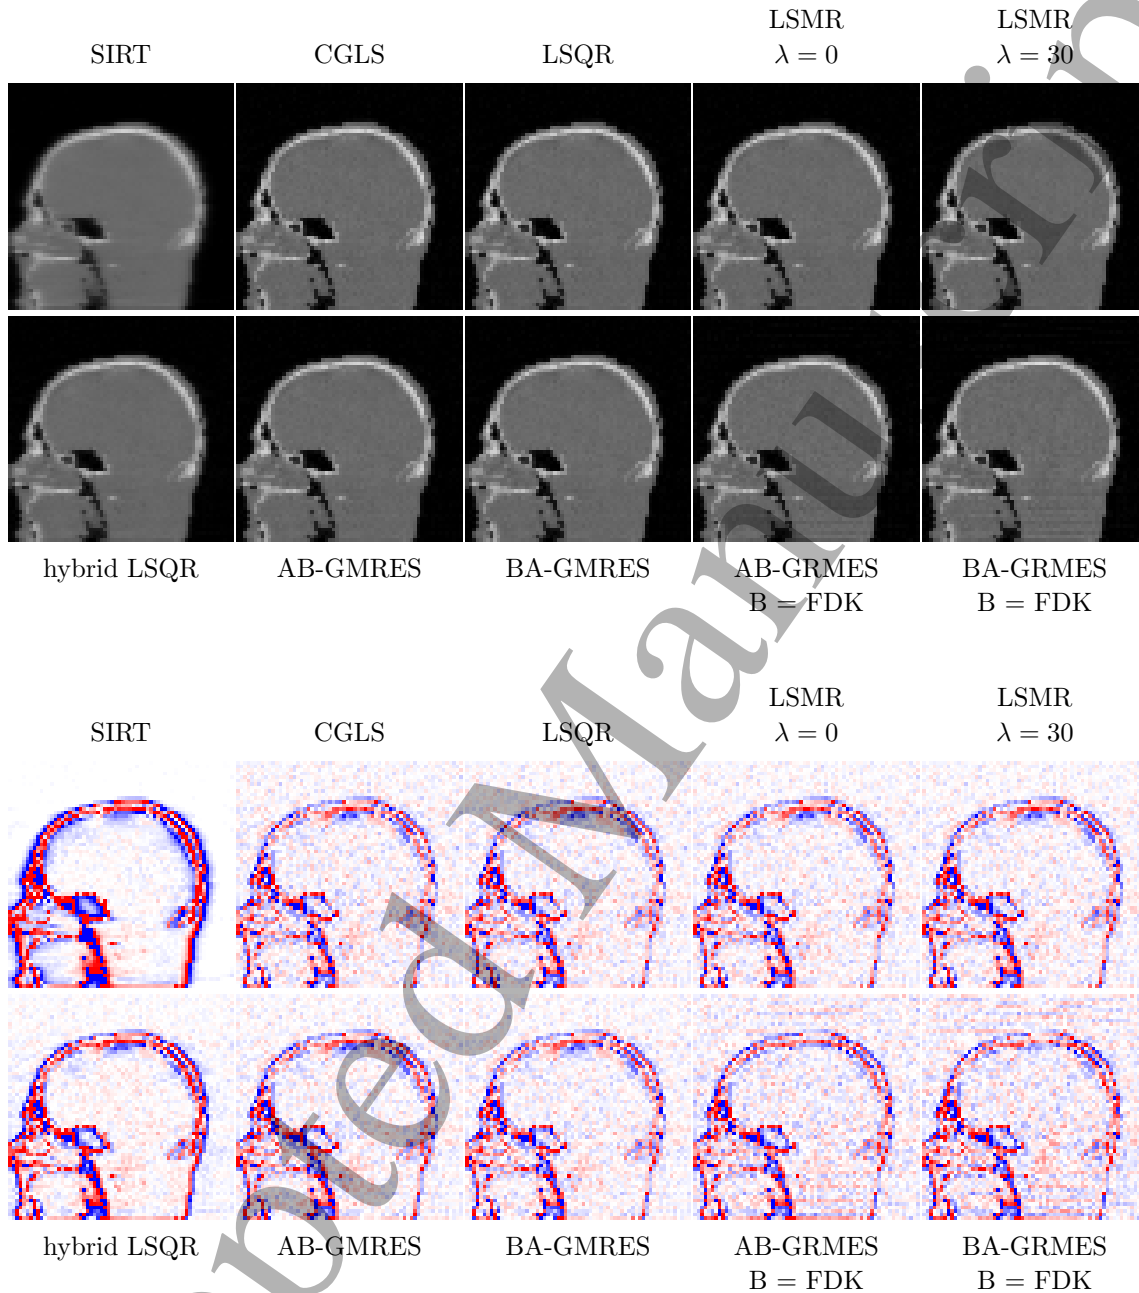 LSMR LSMR
SIRT CGLS LSQR λ = 0 λ = 30
hybrid LSQR AB-GMRES BA-GMRES AB-GRMES BA-GRMES
B = FDK B = FDK
LSMR LSMR
SIRT CGLS LSQR λ = 0 λ = 30
hybrid LSQR AB-GMRES BA-GMRES AB-GRMES BA-GRMES
B = FDK B = FDK